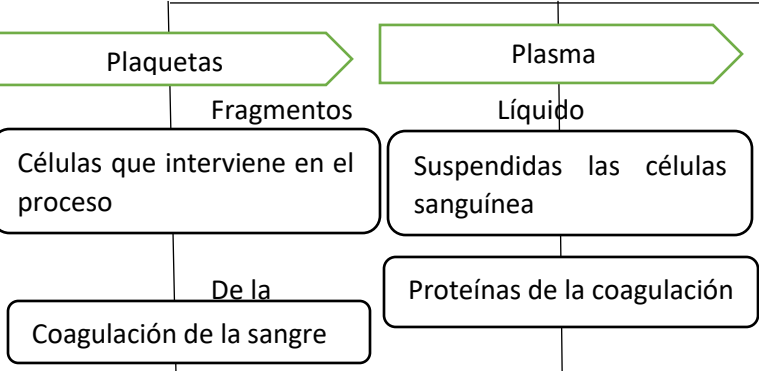 Plaquetas
Fragmentos
Células que interviene en el
proceso
De la
Coagulación de la sangre
Plasma
Líquido
Suspendidas las células
sanguínea
Proteínas de la coagulación